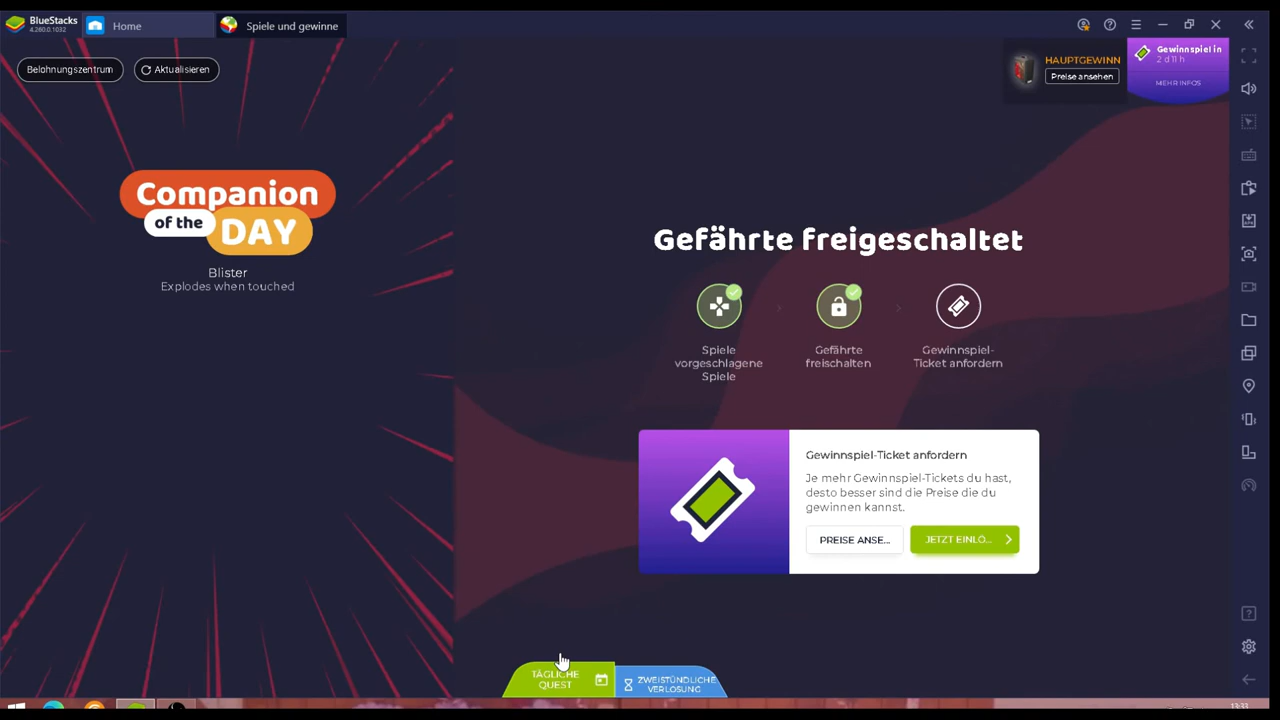 BlueStacks
4.280.0.1032
Home
Spiele und gewinne
Belohnungszentrum
Aktualisieren
HAUPTGEWINN
Preise ansehen
Gewinnspiel in
2 d 11 h
MEHR INFOS
Companion
of the
DAY
Blister
Explodes when touched
Gefährte freigeschaltet
Spiele
vorgeschlagene
Spiele
Gefährte
freischalten
Gewinnspiel-
Ticket anfordern
Gewinnspiel-Ticket anfordern
Je mehr Gewinnspiel-Tickets du hast,
desto besser sind die Preise die du
gewinnen kannst.
PREISE ANSE...
JETZT EINLÖ...
TÄGLICHE
QUEST
ZWEISTÜNDLICHE
VERLOSUNG
13:33